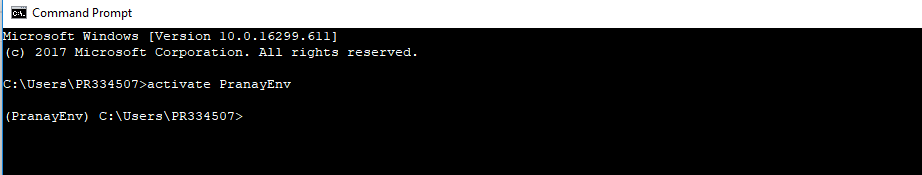 Command Prompt
Microsoft Windows [Version 10.0.16299.611]
(c) 2017 Microsoft Corporation. All rights reserved.
C:\Users\PR334507>activate PranayEnv
(PranayEnv) C:\Users\PR334507>